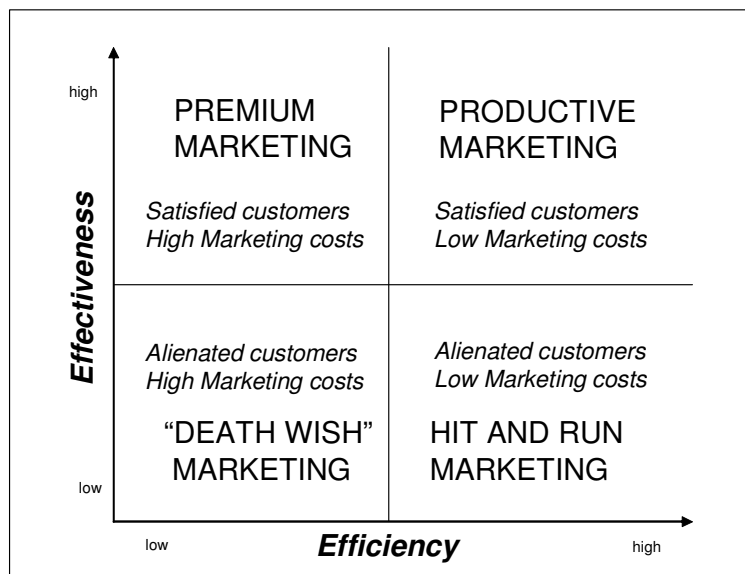 high
PREMIUM
MARKETING
Satisfied customers
High Marketing costs
PRODUCTIVE
MARKETING
Satisfied customers
Low Marketing costs
Effectiveness
Alienated customers
High Marketing costs
“DEATH WISH”
MARKETING
Alienated customers
Low Marketing costs
HIT AND RUN
MARKETING
low
low
Efficiency
high